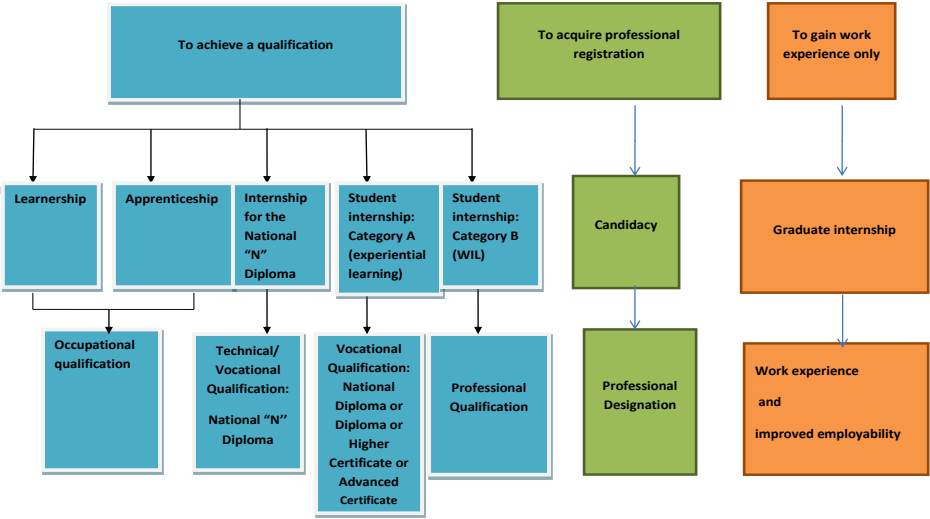 To achieve a qualification
To acquire professional
registration
To gain work
experience only
Learnership
Apprenticeship
Internship
for the
National
“N”
Diploma
Student
internship:
Category A
(experiential
learning)
Student
internship:
Category B
(WIL)
Candidacy
Graduate internship
Occupational
qualification
Technical/
Vocational
Qualification:
National “N’’
Diploma
Vocational
Qualification:
National
Diploma or
Diploma or
Higher
Certificate or
Advanced
Certificate
Professional
Qualification
Professional
Designation
Work experience
and
improved employability